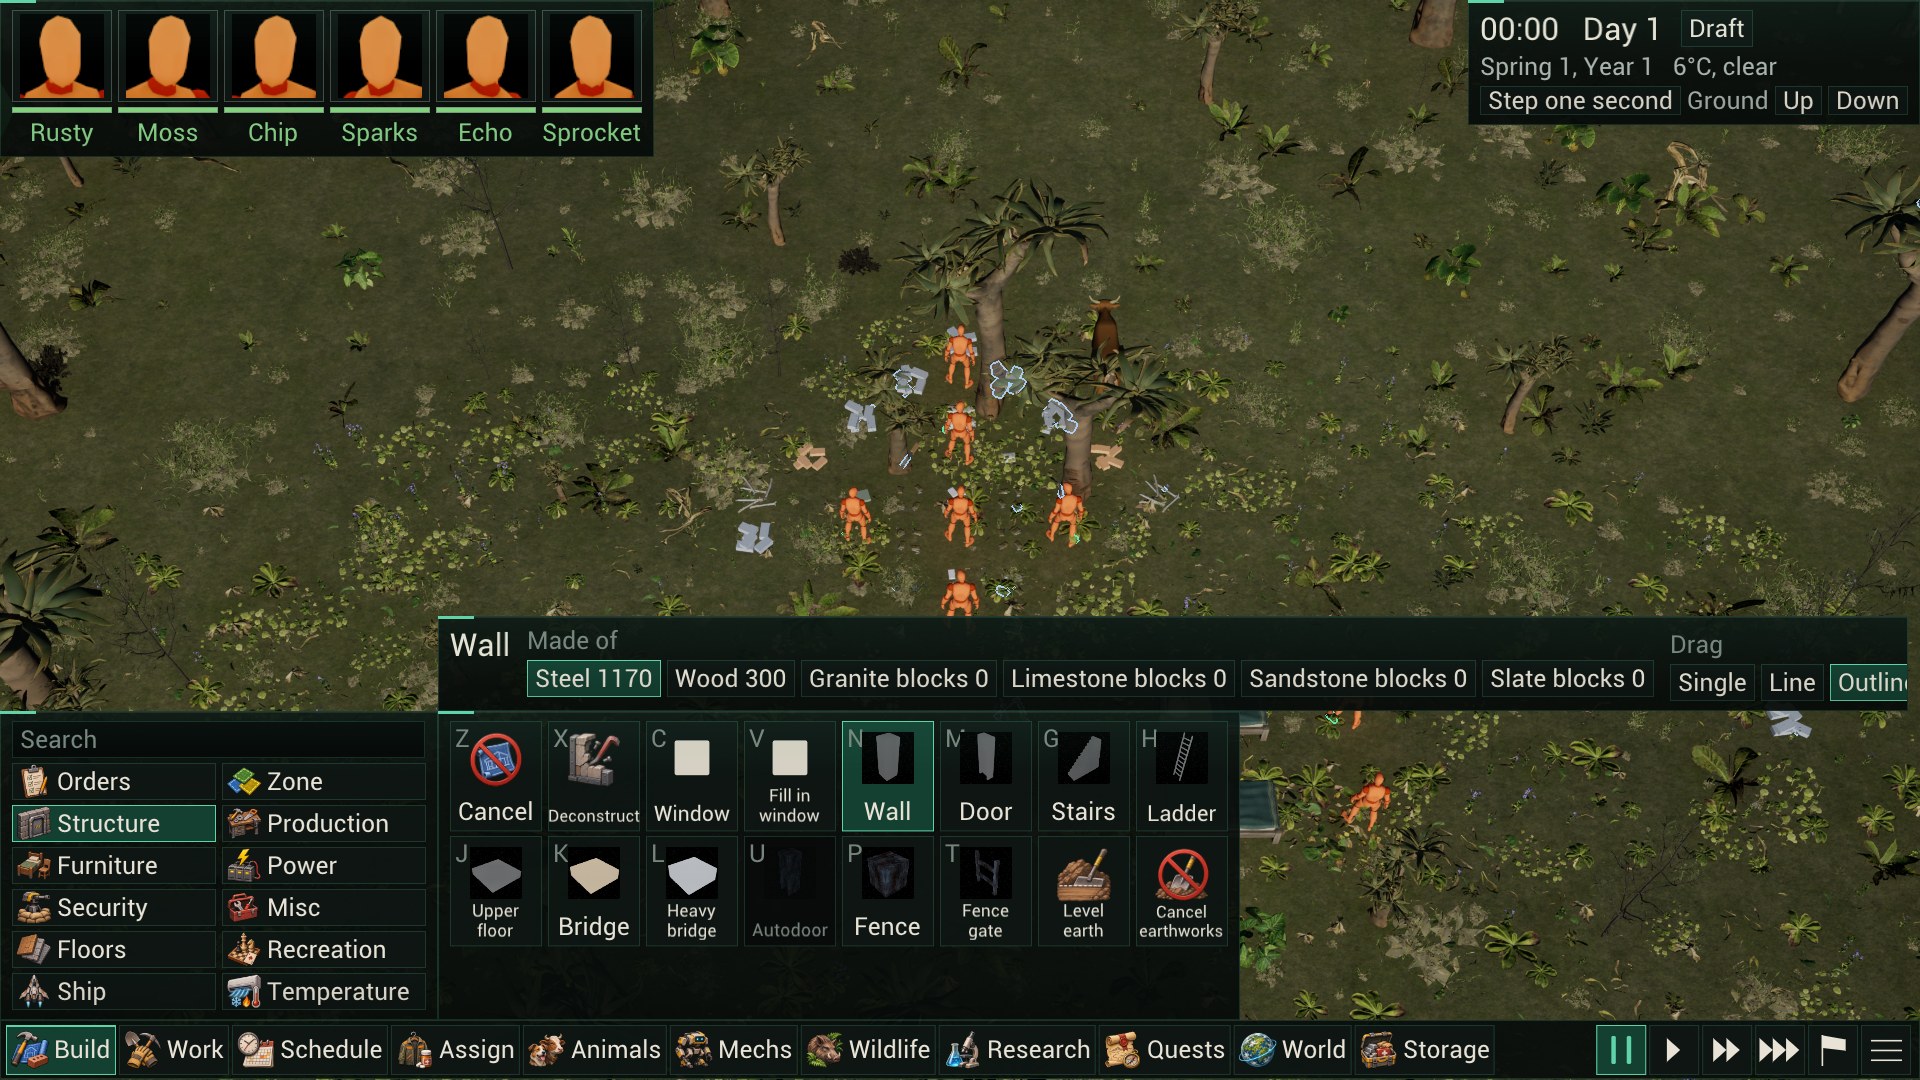 Rusty Moss Chip Sparks Echo Sprocket
00:00 Day 1 Draft
Spring 1, Year 1 6°C, clear
Step one second Ground Up Down
Wall Made of Drag
Steel 1170 Wood 300 Granite blocks 0 Limestone blocks 0 Sandstone blocks 0 Slate blocks 0 Single Line Outlin
Search
Orders Zone
Structure Production
Furniture Power
Security Misc
Floors Recreation
Ship Temperature
Z X C V N M G H
Cancel Deconstruct Window Fill in window Wall Door Stairs Ladder
J K L U P T
Upper floor Bridge Heavy bridge Autodoor Fence Fence gate Level earth Cancel earthworks
Build Work Schedule Assign Animals Mechs Wildlife Research Quests World Storage